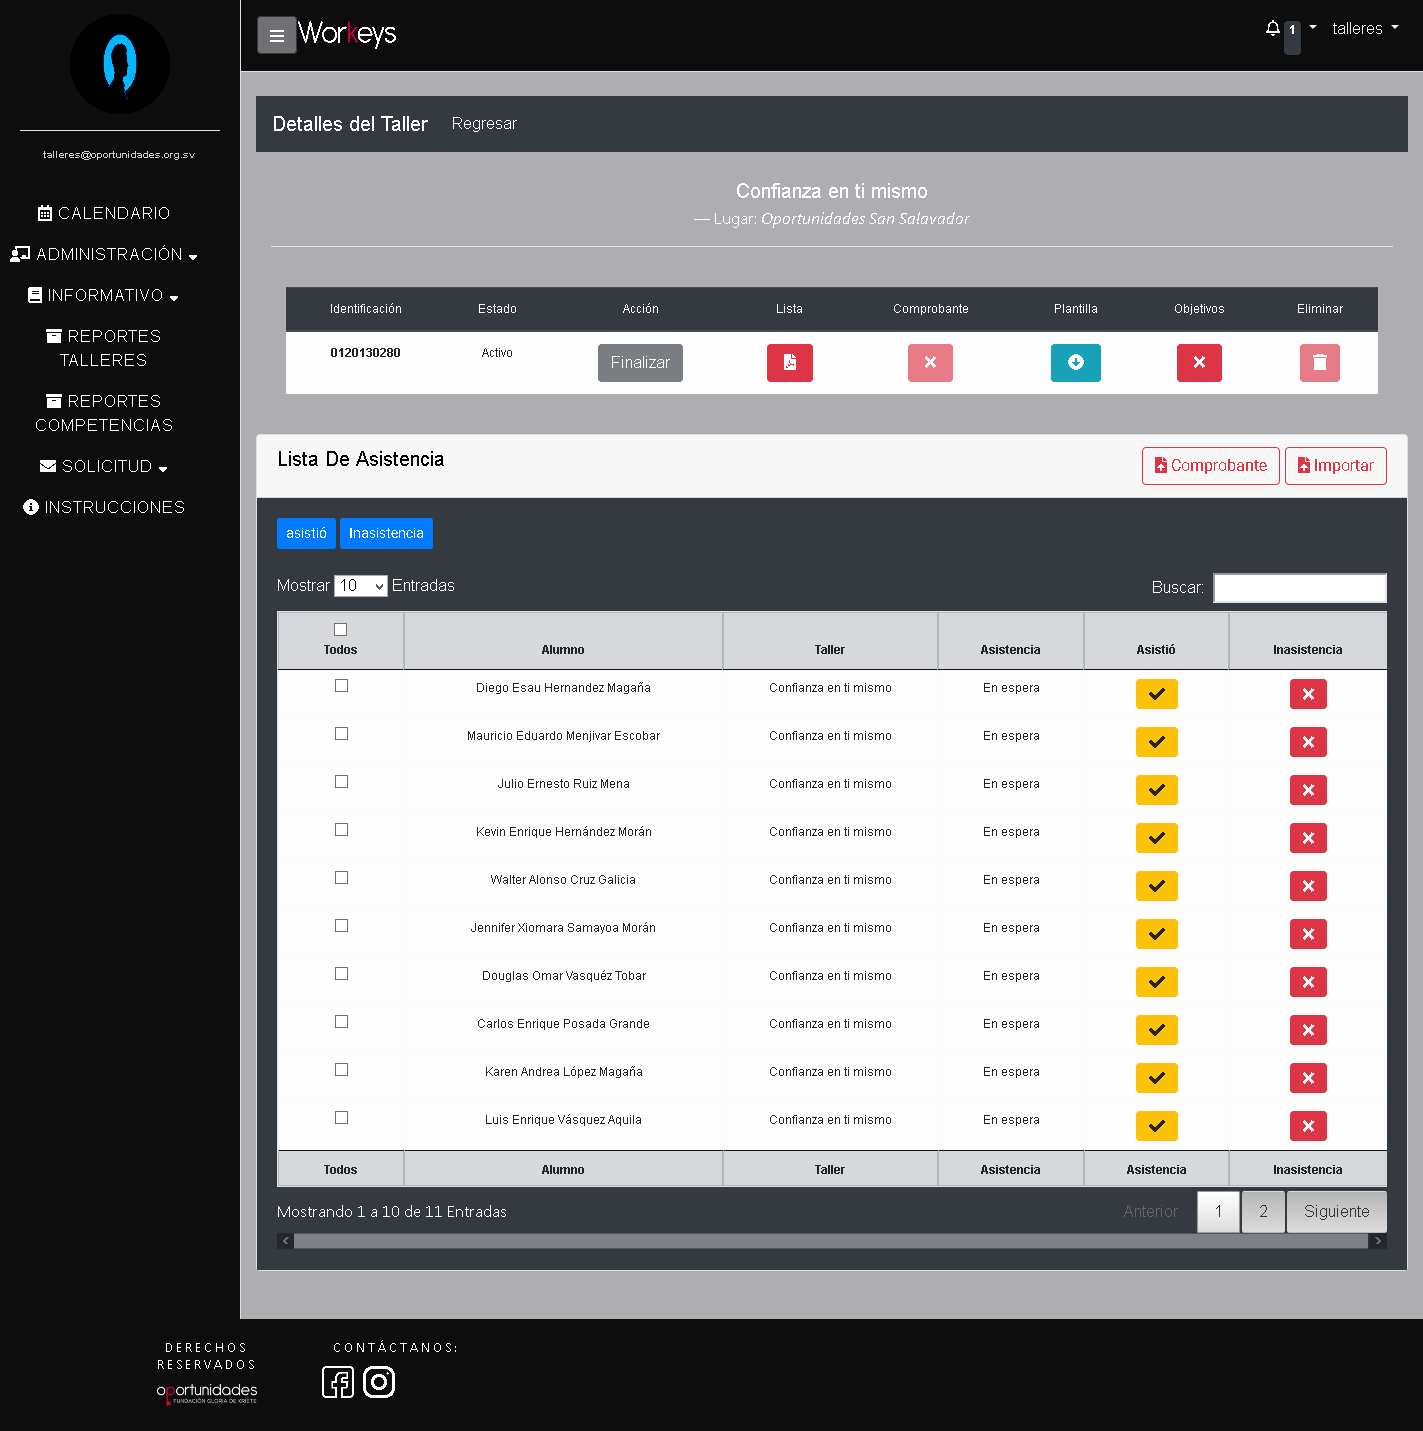 Workeys
1
talleres
talleres@oportunidades.org.sv
CALENDARIO
ADMINISTRACIÓN
INFORMATIVO
REPORTES
TALLERES
REPORTES
COMPETENCIAS
SOLICITUD
INSTRUCCIONES
Detalles del Taller Regresar
Confianza en ti mismo
— Lugar: Oportunidades San Salvador
Identificación Estado Acción Lista Comprobante Plantilla Objetivos Eliminar
0120130280 Activo Finalizar
Lista De Asistencia Comprobante Importar
asistió Inasistencia
Mostrar 10 Entradas Buscar:
Todos Alumno Taller Asistencia Asistió Inasistencia
Diego Esau Hernandez Magaña Confianza en ti mismo En espera
Mauricio Eduardo Menjivar Escobar Confianza en ti mismo En espera
Julio Ernesto Ruiz Mena Confianza en ti mismo En espera
Kevin Enrique Hernández Morán Confianza en ti mismo En espera
Walter Alonso Cruz Galicia Confianza en ti mismo En espera
Jennifer Xiomara Samayoa Morán Confianza en ti mismo En espera
Douglas Omar Vasquéz Tobar Confianza en ti mismo En espera
Carlos Enrique Posada Grande Confianza en ti mismo En espera
Karen Andrea López Magaña Confianza en ti mismo En espera
Luis Enrique Vásquez Aquila Confianza en ti mismo En espera
Todos Alumno Taller Asistencia Asistencia Inasistencia
Mostrando 1 a 10 de 11 Entradas Anterior 1 2 Siguiente
DERECHOS
RESERVADOS
oportunidades
FUNDACIÓN GLORIA DE KRIETE
CONTÁCTANOS: